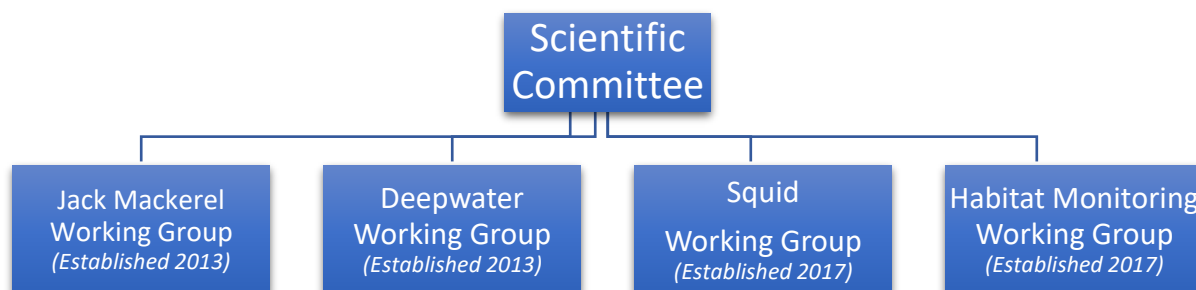 Scientific
Committee
Jack Mackerel
Working Group
(Established 2013)
Deepwater
Working Group
(Established 2013)
Squid
Working Group
(Established 2017)
Habitat Monitoring
Working Group
(Established 2017)